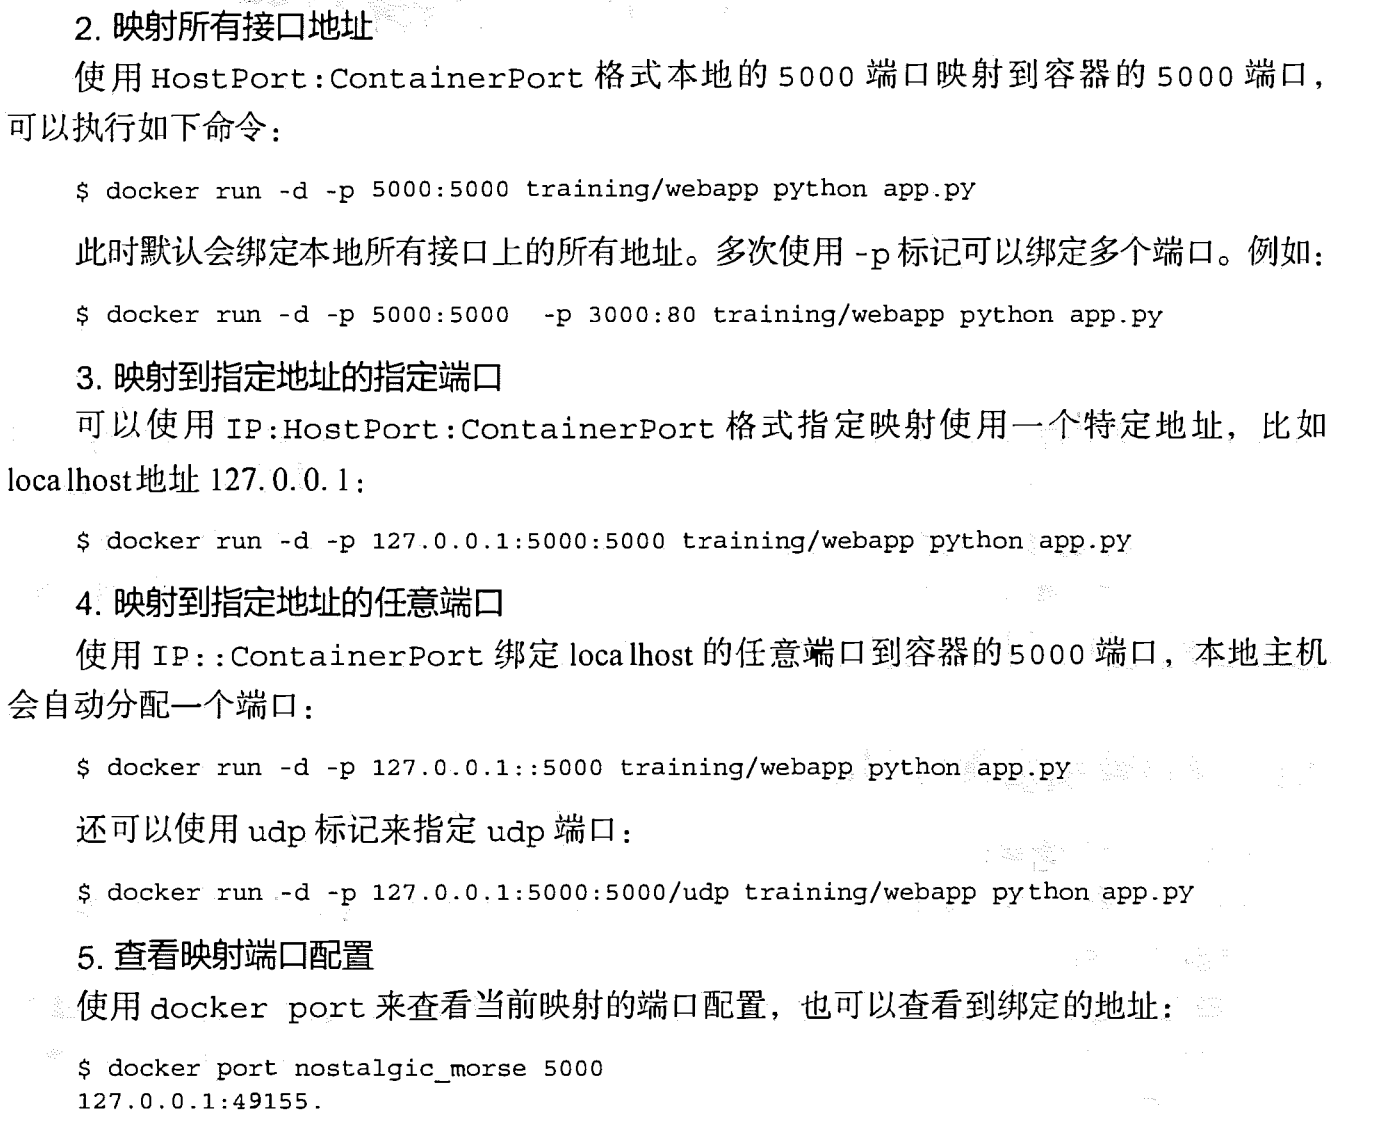 2. 映射所有接口地址
使用 HostPort:ContainerPort 格式本地的 5000 端口映射到容器的 5000 端口，
可以执行如下命令：
$ docker run -d -p 5000:5000 training/webapp python app.py
此时默认会绑定本地所有接口上的所有地址。多次使用 -p 标记可以绑定多个端口。例如：
$ docker run -d -p 5000:5000  -p 3000:80 training/webapp python app.py
3. 映射到指定地址的指定端口
可以使用 IP:HostPort:ContainerPort 格式指定映射使用一个特定地址，比如
localhost地址 127.0.0.1：
$ docker run -d -p 127.0.0.1:5000:5000 training/webapp python app.py
4. 映射到指定地址的任意端口
使用 IP::ContainerPort 绑定 localhost 的任意端口到容器的 5000 端口，本地主机
会自动分配一个端口：
$ docker run -d -p 127.0.0.1::5000 training/webapp python app.py
还可以使用 udp 标记来指定 udp 端口：
$ docker run -d -p 127.0.0.1:5000:5000/udp training/webapp python app.py
5. 查看映射端口配置
使用 docker port 来查看当前映射的端口配置，也可以查看到绑定的地址：
$ docker port nostalgic_morse 5000
127.0.0.1:49155.